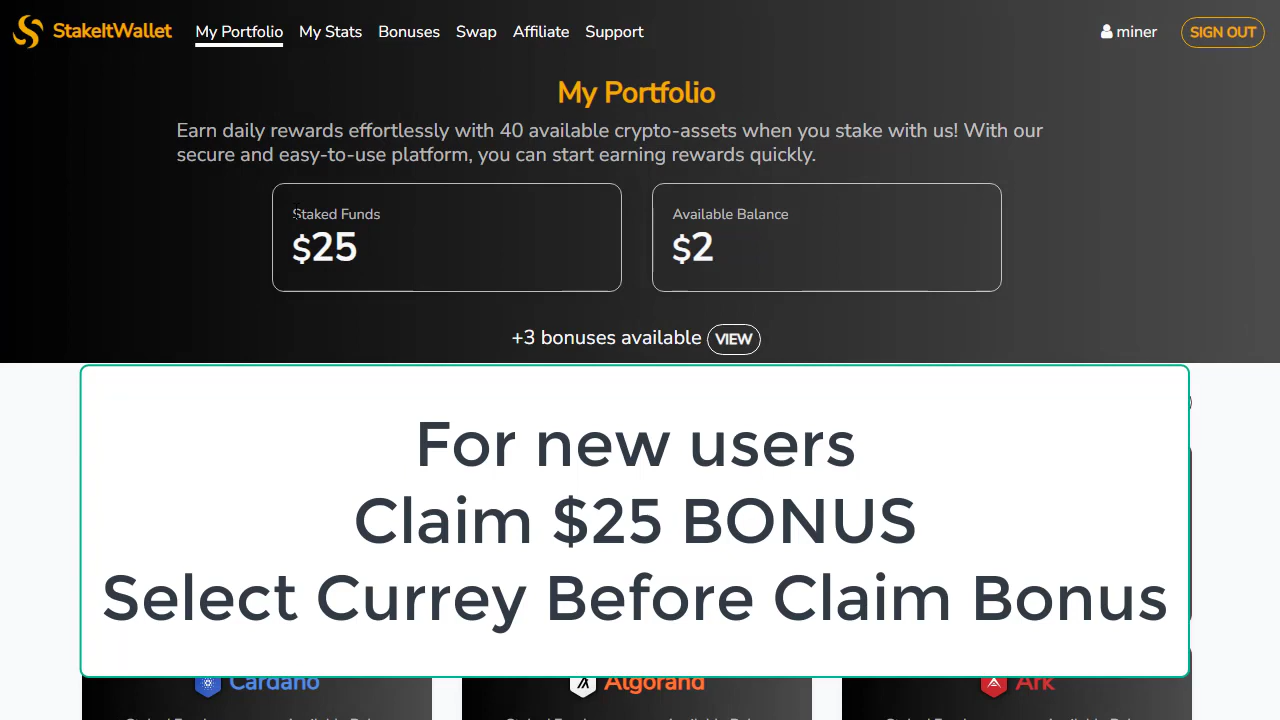 StakeItWallet My Portfolio My Stats Bonuses Swap Affiliate Support miner SIGN OUT
My Portfolio
Earn daily rewards effortlessly with 40 available crypto-assets when you stake with us! With our
secure and easy-to-use platform, you can start earning rewards quickly.
Staked Funds Available Balance
$25 $2
+3 bonuses available VIEW
For new users
Claim $25 BONUS
Select Currey Before Claim Bonus
Cardano Algorand Ark